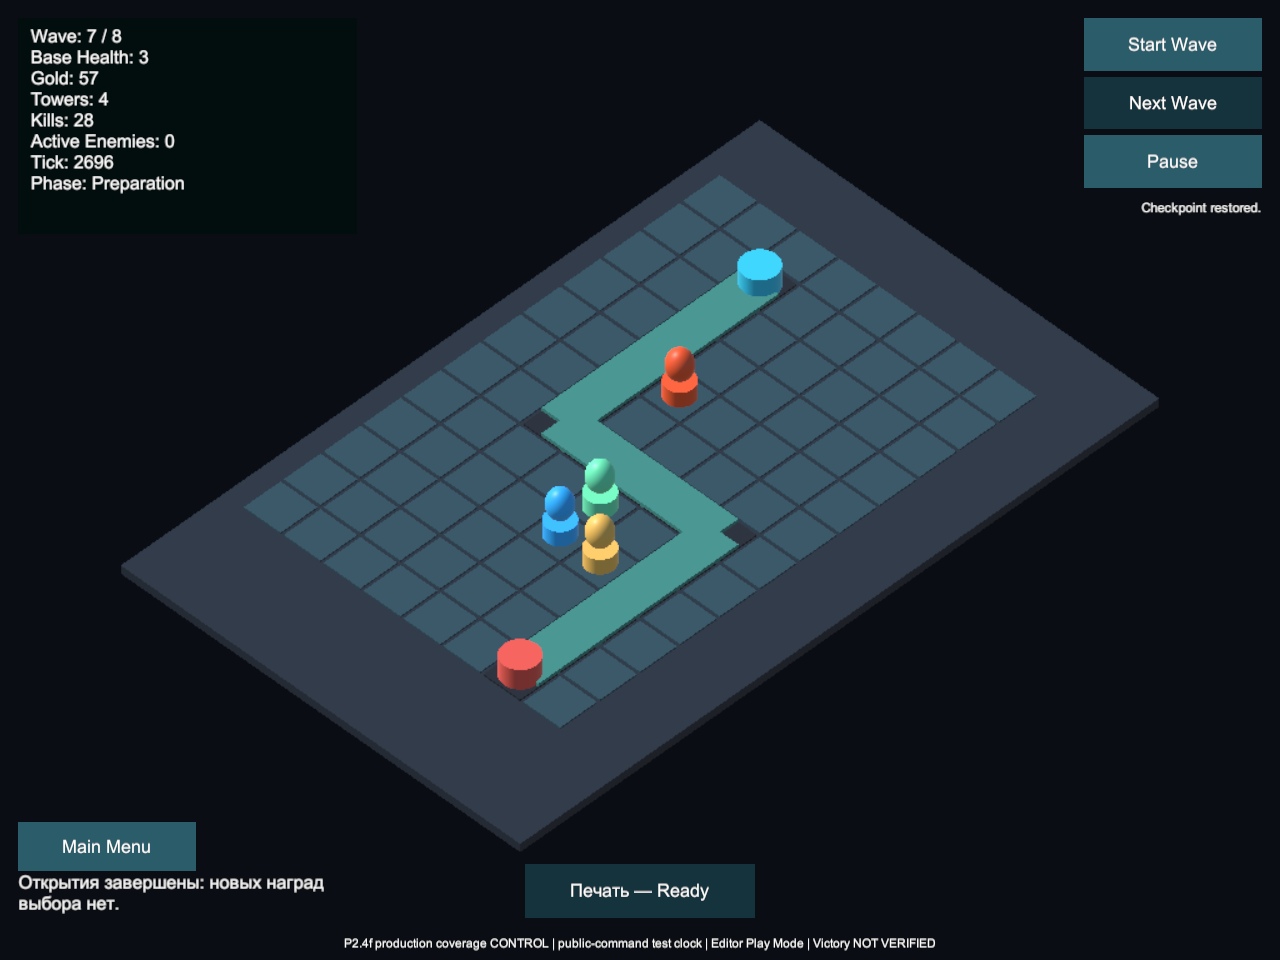 Wave: 7 / 8
Base Health: 3
Gold: 57
Towers: 4
Kills: 28
Active Enemies: 0
Tick: 2696
Phase: Preparation
Start Wave
Next Wave
Pause
Checkpoint restored.
Main Menu
Открытия завершены: новых наград
выбора нет.
Печать — Ready
P2.4f production coverage CONTROL | public-command test clock | Editor Play Mode | Victory NOT VERIFIED